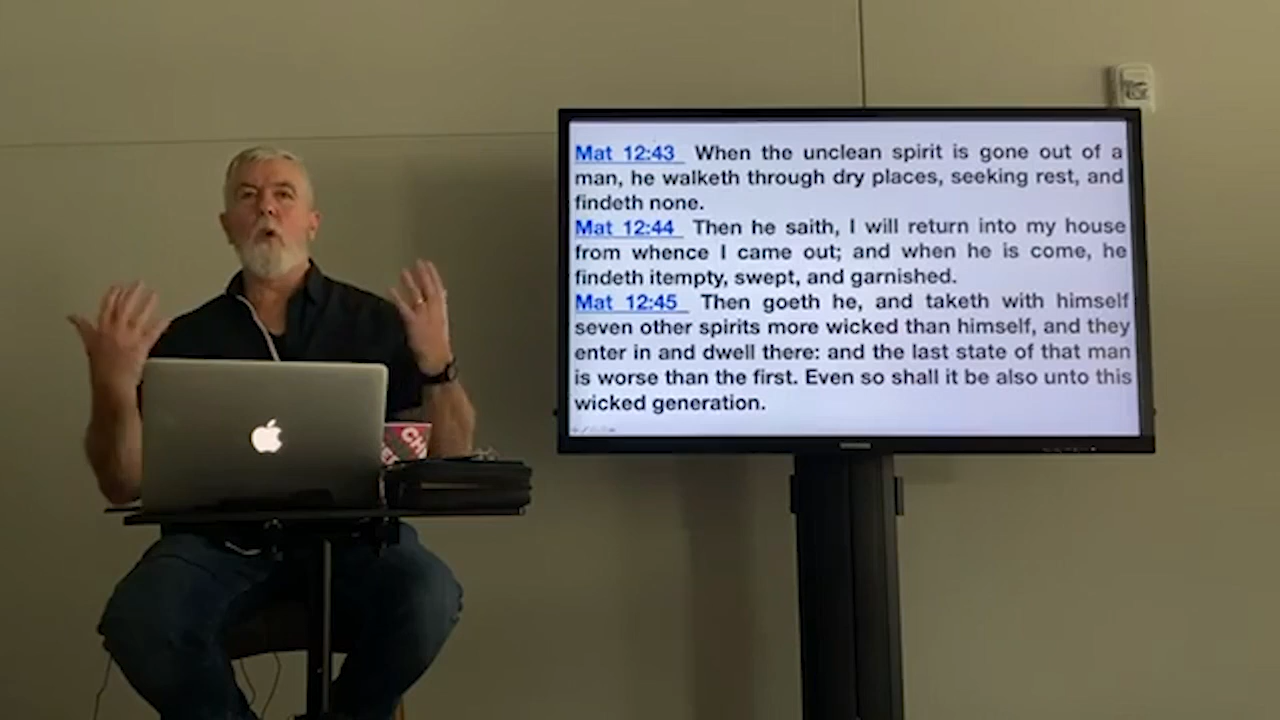 Mat 12:43 When the unclean spirit is gone out of a
man, he walketh through dry places, seeking rest, and
findeth none.
Mat 12:44 Then he saith, I will return into my house
from whence I came out; and when he is come, he
findeth itempty, swept, and garnished.
Mat 12:45 Then goeth he, and taketh with himself
seven other spirits more wicked than himself, and they
enter in and dwell there: and the last state of that man
is worse than the first. Even so shall it be also unto this
wicked generation.